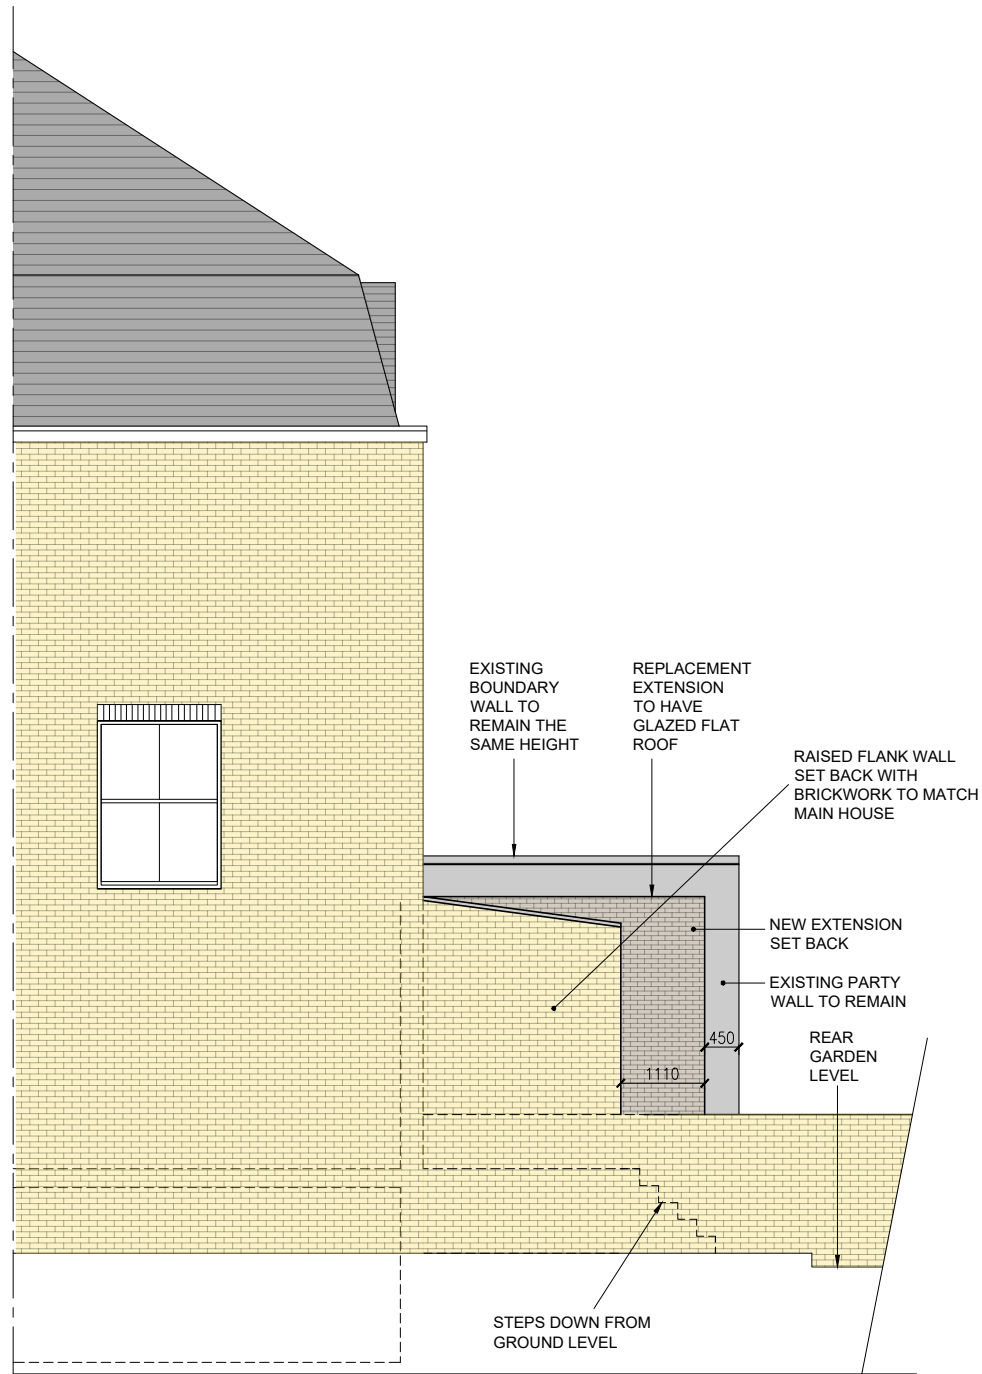 EXISTING
BOUNDARY
WALL TO
REMAIN THE
SAME HEIGHT
REPLACEMENT
EXTENSION
TO HAVE
GLAZED FLAT
ROOF
RAISED FLANK WALL
SET BACK WITH
BRICKWORK TO MATCH
MAIN HOUSE
NEW EXTENSION
SET BACK
EXISTING PARTY
WALL TO REMAIN
450
REAR
GARDEN
LEVEL
1110
STEPS DOWN FROM
GROUND LEVEL